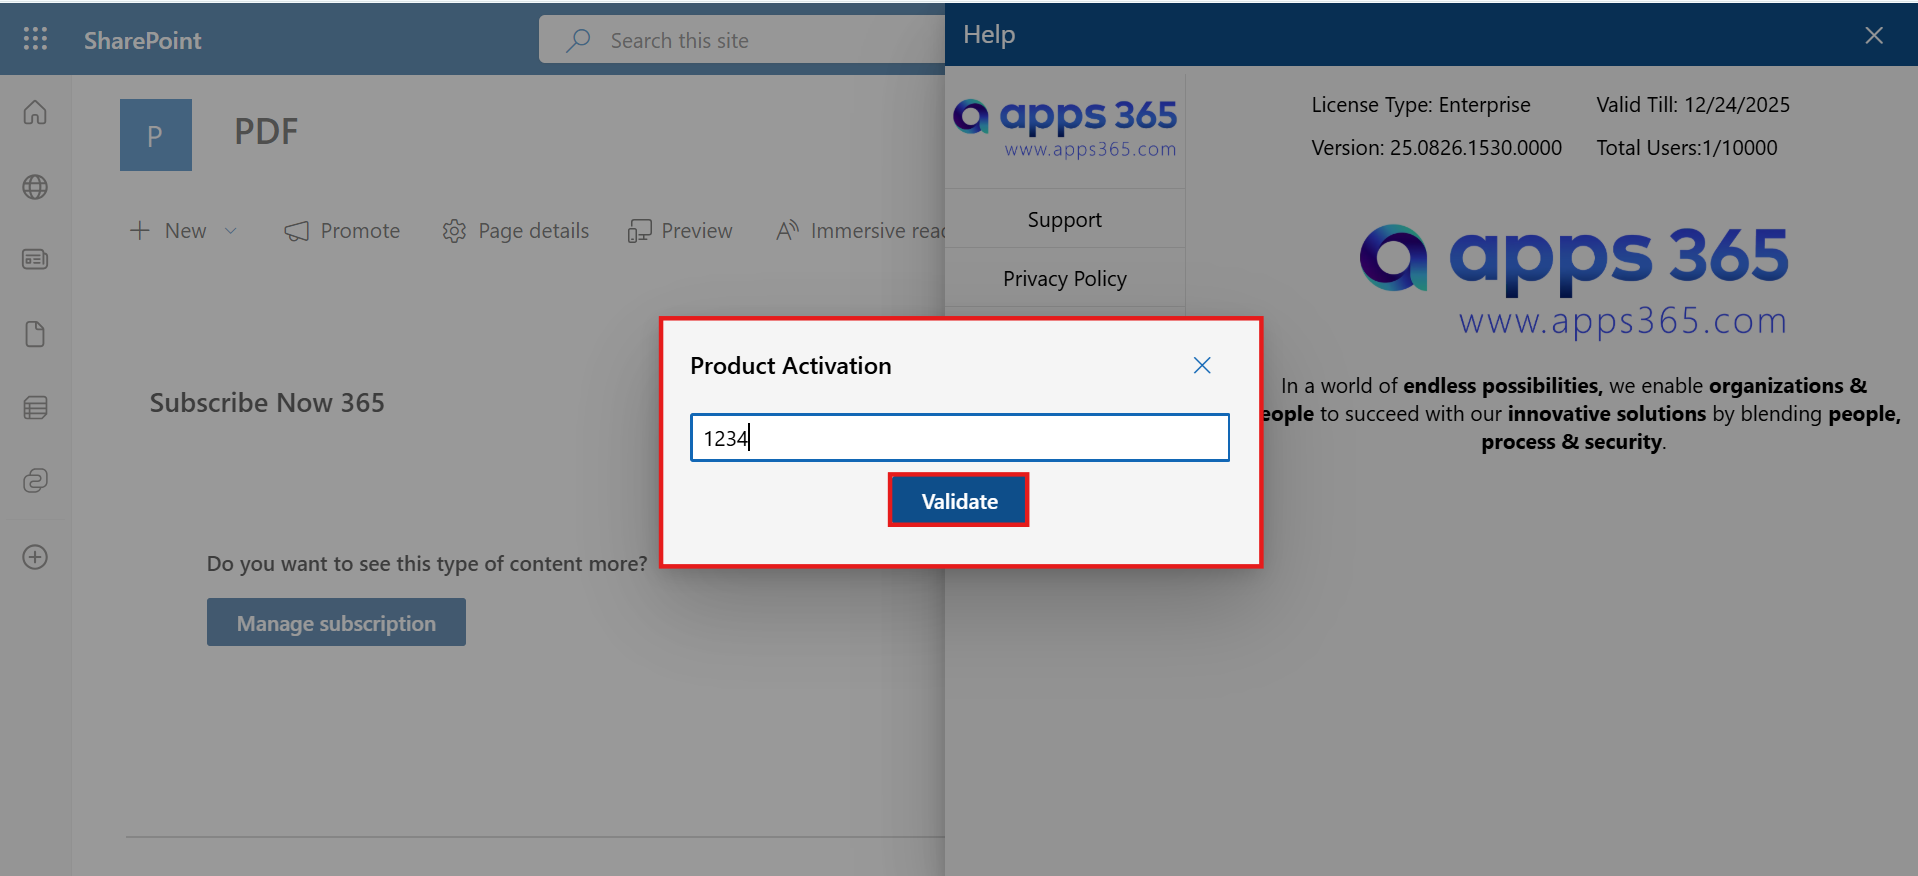 SharePoint
Search this site
Help
P
PDF
New
Promote
Page details
Preview
Immersive
apps 365
www.apps365.com
Support
Privacy Policy
License Type: Enterprise
Valid Till: 12/24/2025
Version: 25.0826.1530.0000
Total Users:1/10000
apps 365
www.apps365.com
In a world of endless possibilities, we enable organizations &
to succeed with our innovative solutions by blending people,
process & security.
Product Activation
1234
Validate
Subscribe Now 365
Do you want to see this type of content more?
Manage subscription